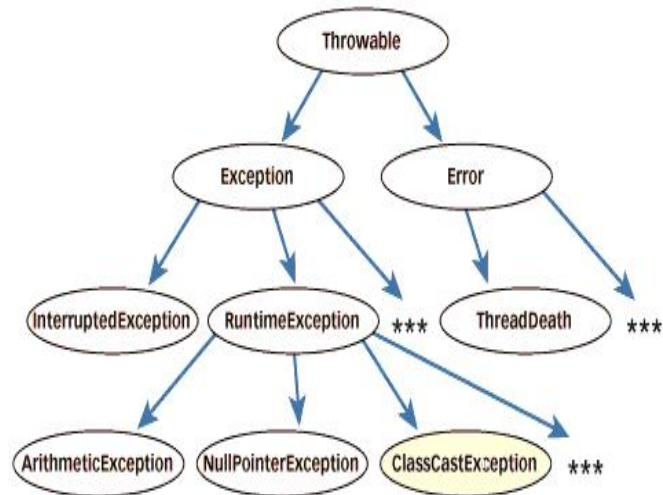 Throwable
Exception
Error
InterruptedException
RuntimeException
***
ThreadDeath
***
ArithmeticException
NullPointerException
ClassCastException
***